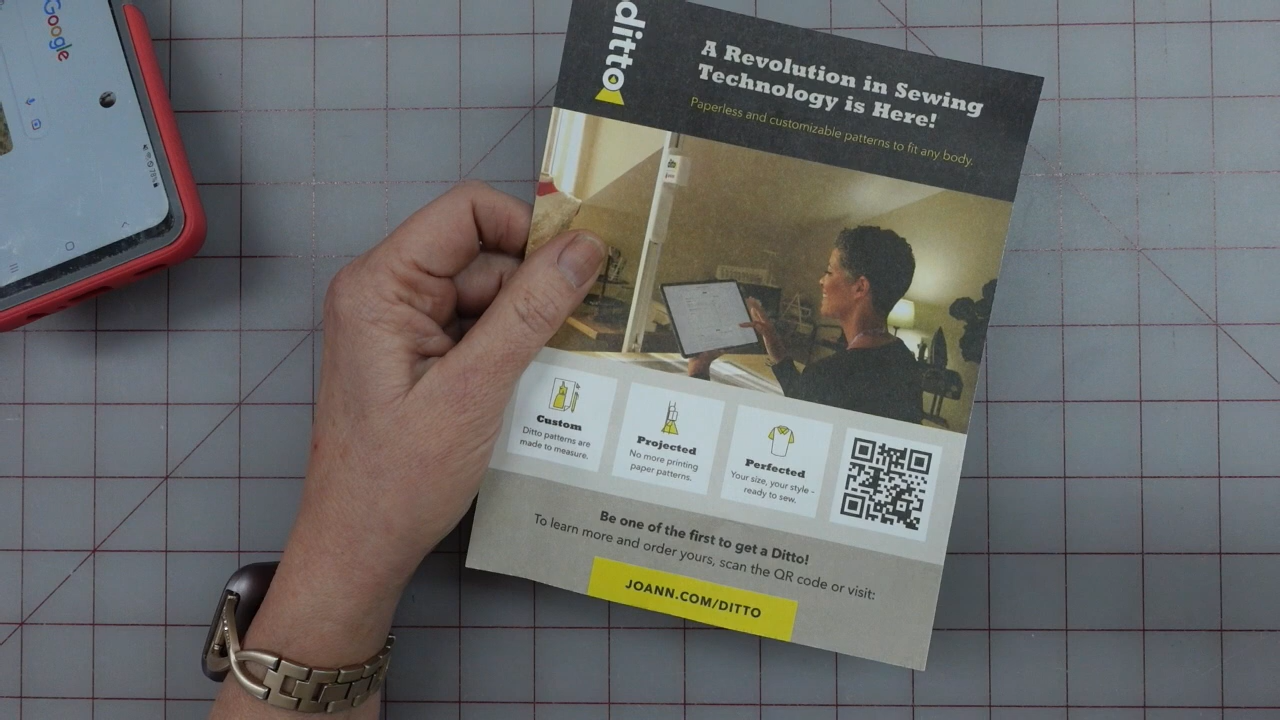 Google
78%
ditto
A Revolution in Sewing
Technology is Here!
Paperless and customizable patterns to fit any body.
Custom
Ditto patterns are
made to measure.
Projected
No more printing
paper patterns.
Perfected
Your size, your style -
ready to sew.
Be one of the first to get a Ditto!
To learn more and order yours, scan the QR code or visit:
JOANN.COM/DITTO